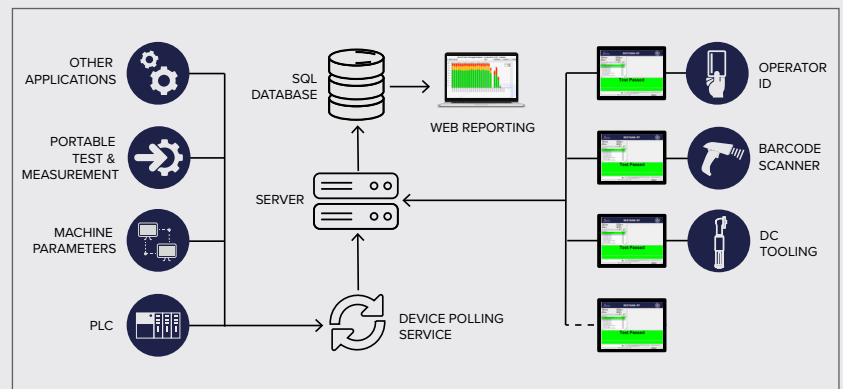 OTHER
APPLICATIONS
PORTABLE
TEST &
MEASUREMENT
MACHINE
PARAMETERS
PLC
SQL
DATABASE
WEB REPORTING
SERVER
DEVICE POLLING
SERVICE
Test Passed
OPERATOR
ID
Test Passed
BARCODE
SCANNER
Test Passed
DC
TOOLING
Test Passed